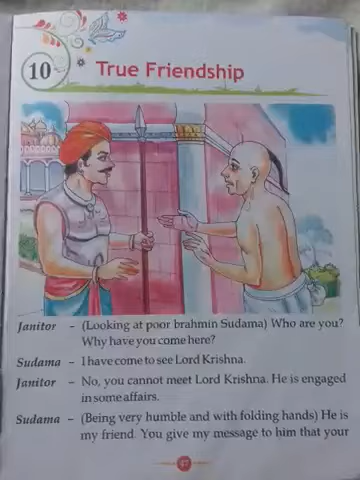 10
True Friendship
Janitor – (Looking at poor brahmin Sudama) Who are you?
Why have you come here?
Sudama – I have come to see Lord Krishna.
Janitor – No, you cannot meet Lord Krishna. He is engaged
in some affairs.
Sudama – (Being very humble and with folding hands) He is
my friend. You give my message to him that your